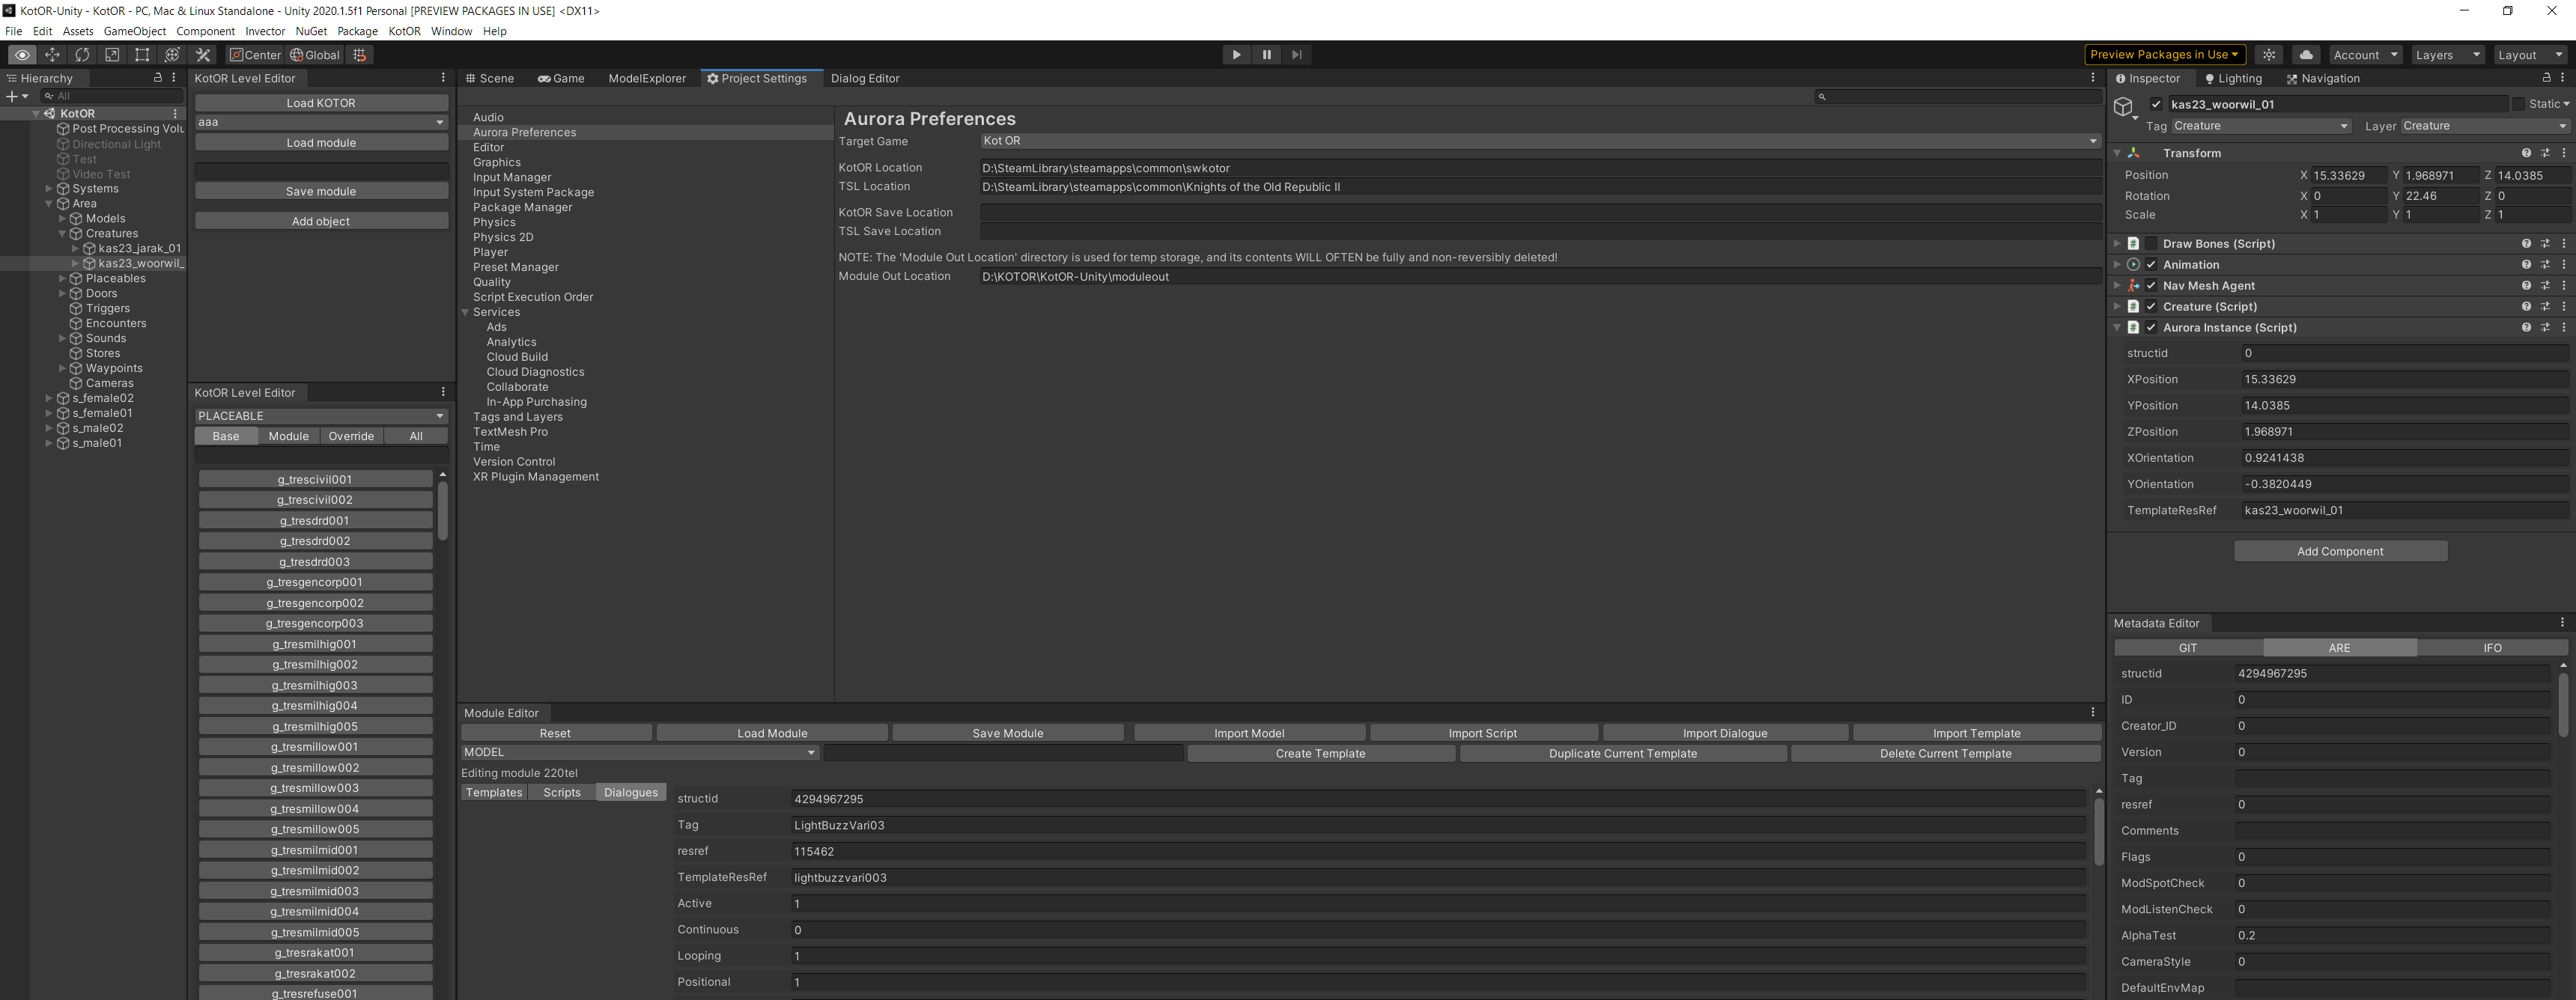 KotOR-Unity - KotOR - PC, Mac & Linux Standalone - Unity 2020.1.5f1 Personal [PREVIEW PACKAGES IN USE] <DX11>
File Edit Assets GameObject Component Invector NuGet Package KotOR Window Help
Center Global
Preview Packages in Use
Account
Layers
Layout
Hierarchy
All
KotOR
Post Processing Volu
Directional Light
Test
Video Test
Systems
Area
Models
Creatures
kas23_jarak_01
kas23_woorwil_
Placeables
Doors
Triggers
Encounters
Sounds
Stores
Waypoints
Cameras
s_female02
s_female01
s_male02
s_male01
KotOR Level Editor
Load KOTOR
aaa
Load module
Save module
Add object
KotOR Level Editor
PLACEABLE
Base Module Override All
g_trescivil001
g_trescivil002
g_tresdrd001
g_tresdrd002
g_tresdrd003
g_tresgencorp001
g_tresgencorp002
g_tresgencorp003
g_tresmilhig001
g_tresmilhig002
g_tresmilhig003
g_tresmilhig004
g_tresmilhig005
g_tresmillow001
g_tresmillow002
g_tresmillow003
g_tresmillow004
g_tresmillow005
g_tresmilmid001
g_tresmilmid002
g_tresmilmid003
g_tresmilmid004
g_tresmilmid005
g_tresrakat001
g_tresrakat002
g_tresrefuse001
Scene Game ModelExplorer Project Settings Dialog Editor
Audio
Aurora Preferences
Editor
Graphics
Input Manager
Input System Package
Package Manager
Physics
Physics 2D
Player
Preset Manager
Quality
Script Execution Order
Services
Ads
Analytics
Cloud Build
Cloud Diagnostics
Collaborate
In-App Purchasing
Tags and Layers
TextMesh Pro
Time
Version Control
XR Plugin Management
Aurora Preferences
Target Game Kot OR
KotOR Location D:\SteamLibrary\steamapps\common\swkotor
TSL Location D:\SteamLibrary\steamapps\common\Knights of the Old Republic II
KotOR Save Location
TSL Save Location
NOTE: The 'Module Out Location' directory is used for temp storage, and its contents WILL OFTEN be fully and non-reversibly deleted!
Module Out Location D:\KOTOR\KotOR-Unity\moduleout
Module Editor
Reset Load Module Save Module Import Model Import Script Import Dialogue Import Template
MODEL Create Template Duplicate Current Template Delete Current Template
Editing module 220tel
Templates Scripts Dialogues
structid 4294967295
Tag LightBuzzVari03
resref 115462
TemplateResRef lightbuzzvari003
Active 1
Continuous 0
Looping 1
Positional 1
Inspector Lighting Navigation
kas23_woorwil_01 Static
Tag Creature Layer Creature
Transform
Position X 15.33629 Y 1.968971 Z 14.0385
Rotation X 0 Y 22.46 Z 0
Scale X 1 Y 1 Z 1
Draw Bones (Script)
Animation
Nav Mesh Agent
Creature (Script)
Aurora Instance (Script)
structid 0
XPosition 15.33629
YPosition 14.0385
ZPosition 1.968971
XOrientation 0.9241438
YOrientation -0.3820449
TemplateResRef kas23_woorwil_01
Add Component
Metadata Editor
GIT ARE IFO
structid 4294967295
ID 0
Creator_ID 0
Version 0
Tag
resref 0
Comments
Flags 0
ModSpotCheck 0
ModListenCheck 0
AlphaTest 0.2
CameraStyle 0
DefaultEnvMap